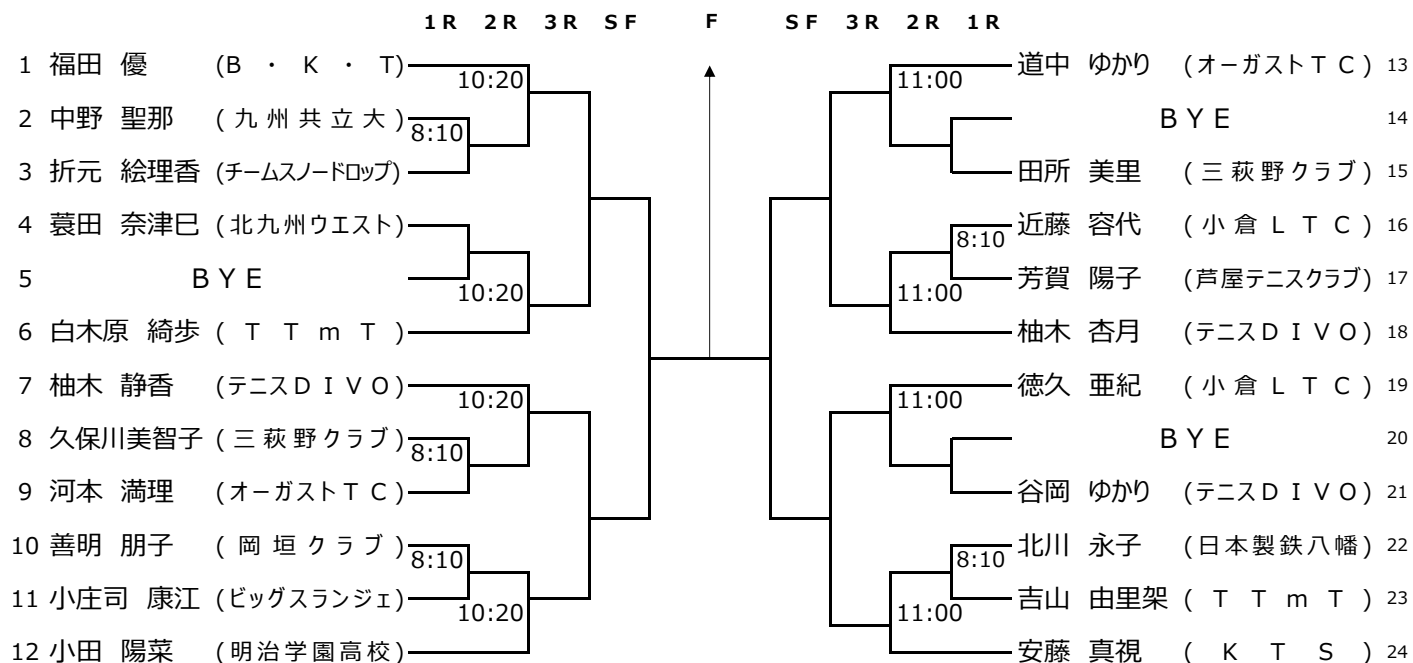 1R 2R 3R SF F SF 3R 2R 1R
1 福田 優 (B・K・T) 10:20 11:00 道中 ゆかり (オーガストTC) 13
2 中野 聖那 (九州共立大) 8:10 BYE 14
3 折元 絵理香 (チームスノードロップ) 田所 美里 (三萩野クラブ) 15
4 蓑田 奈津巳 (北九州ウエスト) 8:10 近藤 容代 (小倉LTC) 16
5 BYE 10:20 11:00 芳賀 陽子 (芦屋テニスクラブ) 17
6 白木原 綺歩 (TTmT) 柚木 杏月 (テニスDIVO) 18
7 柚木 静香 (テニスDIVO) 10:20 11:00 徳久 亜紀 (小倉LTC) 19
8 久保川美智子 (三萩野クラブ) 8:10 BYE 20
9 河本 満理 (オーガストTC) 谷岡 ゆかり (テニスDIVO) 21
10 善明 朋子 (岡垣クラブ) 8:10 8:10 北川 永子 (日本製鉄八幡) 22
11 小庄司 康江 (ビッグスランジェ) 10:20 11:00 吉山 由里架 (TTmT) 23
12 小田 陽菜 (明治学園高校) 安藤 真視 (KTS) 24